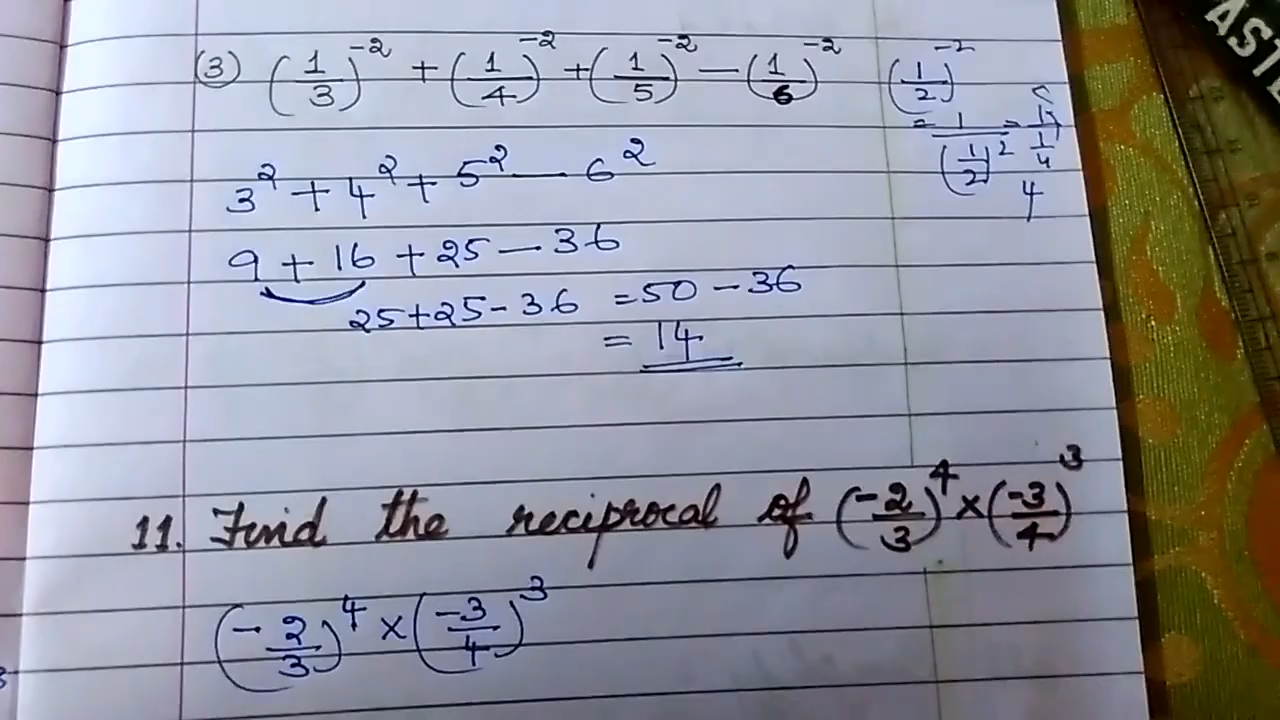 (3) (1/3)^-2 + (1/4)^-2 + (1/5)^-2 — (1/6)^-2
(1/2)^-2
= 1/(1/2)^2 = 1/(1/4)
4
3^2 + 4^2 + 5^2 — 6^2
9 + 16 + 25 — 36
25+25-36 = 50 - 36
= 14
11. Find the reciprocal of (-2/3)^4 × (-3/4)^3
(-2/3)^4 × (-3/4)^3